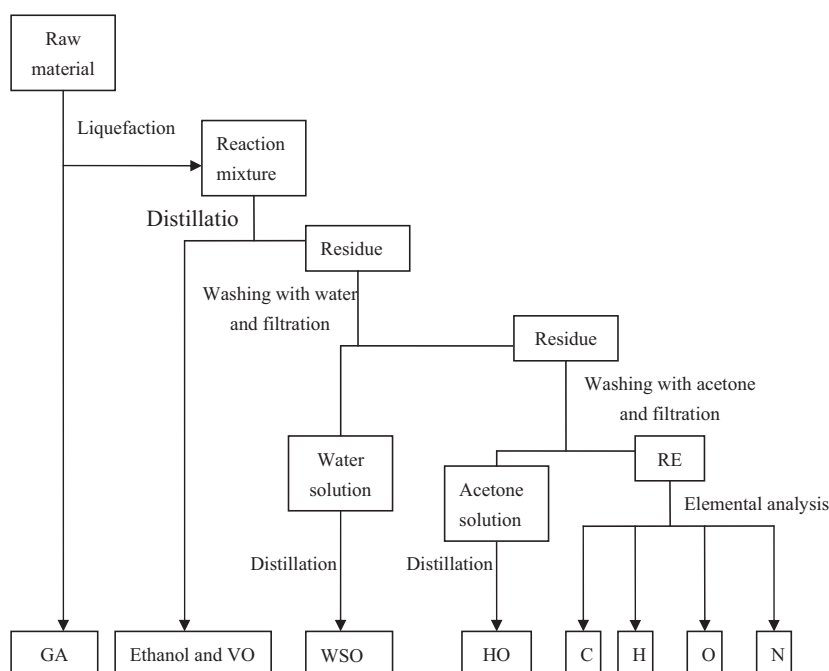 Raw
material
Liquefaction
Reaction
mixture
Distillatio
Residue
Washing with water
and filtration
Residue
Washing with acetone
and filtration
Water
solution
Acetone
solution
RE
Elemental analysis
Distillation
Distillation
GA
Ethanol and VO
WSO
HO
C
H
O
N